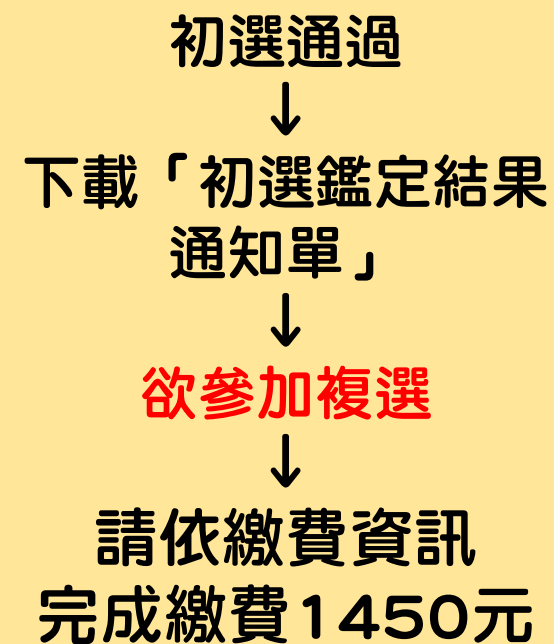 初選通過
↓
下載「初選鑑定結果
通知單」
↓
欲參加複選
↓
請依繳費資訊
完成繳費1450元